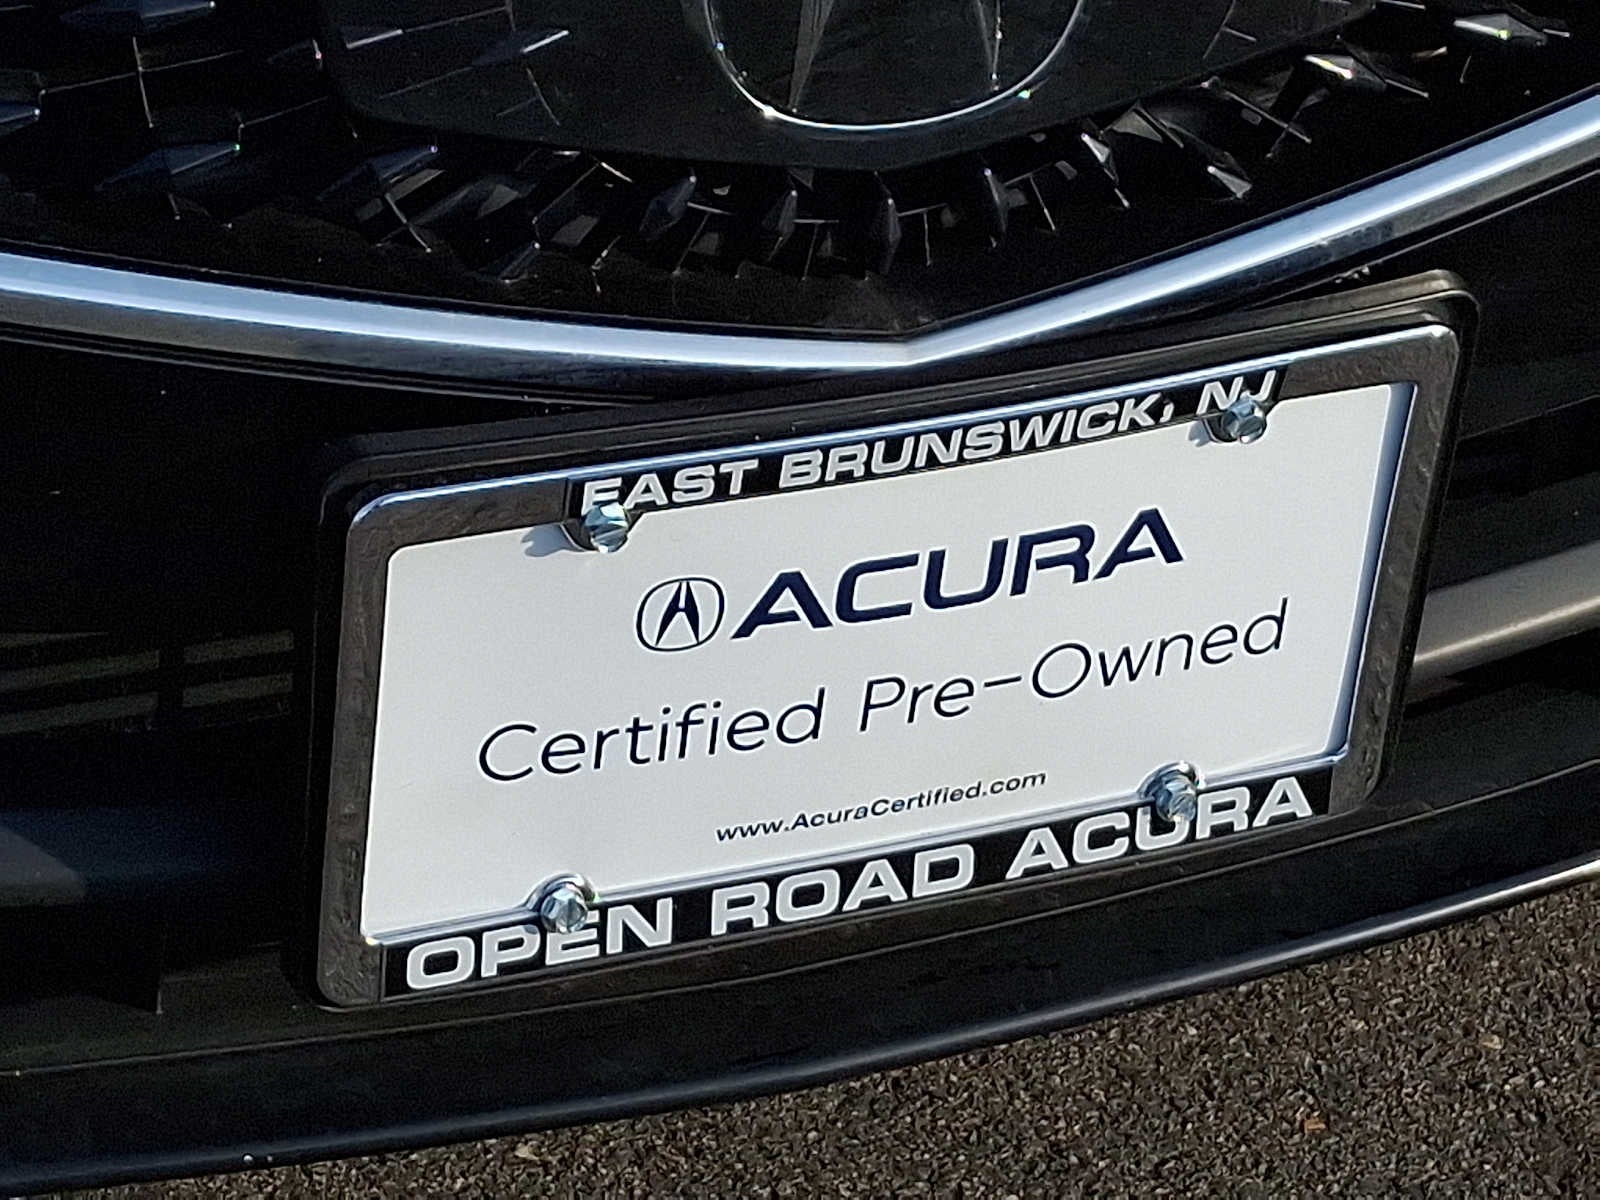 EAST BRUNSWICK, NJ
ACURA
Certified Pre-Owned
www.AcuraCertified.com
OPEN ROAD ACURA